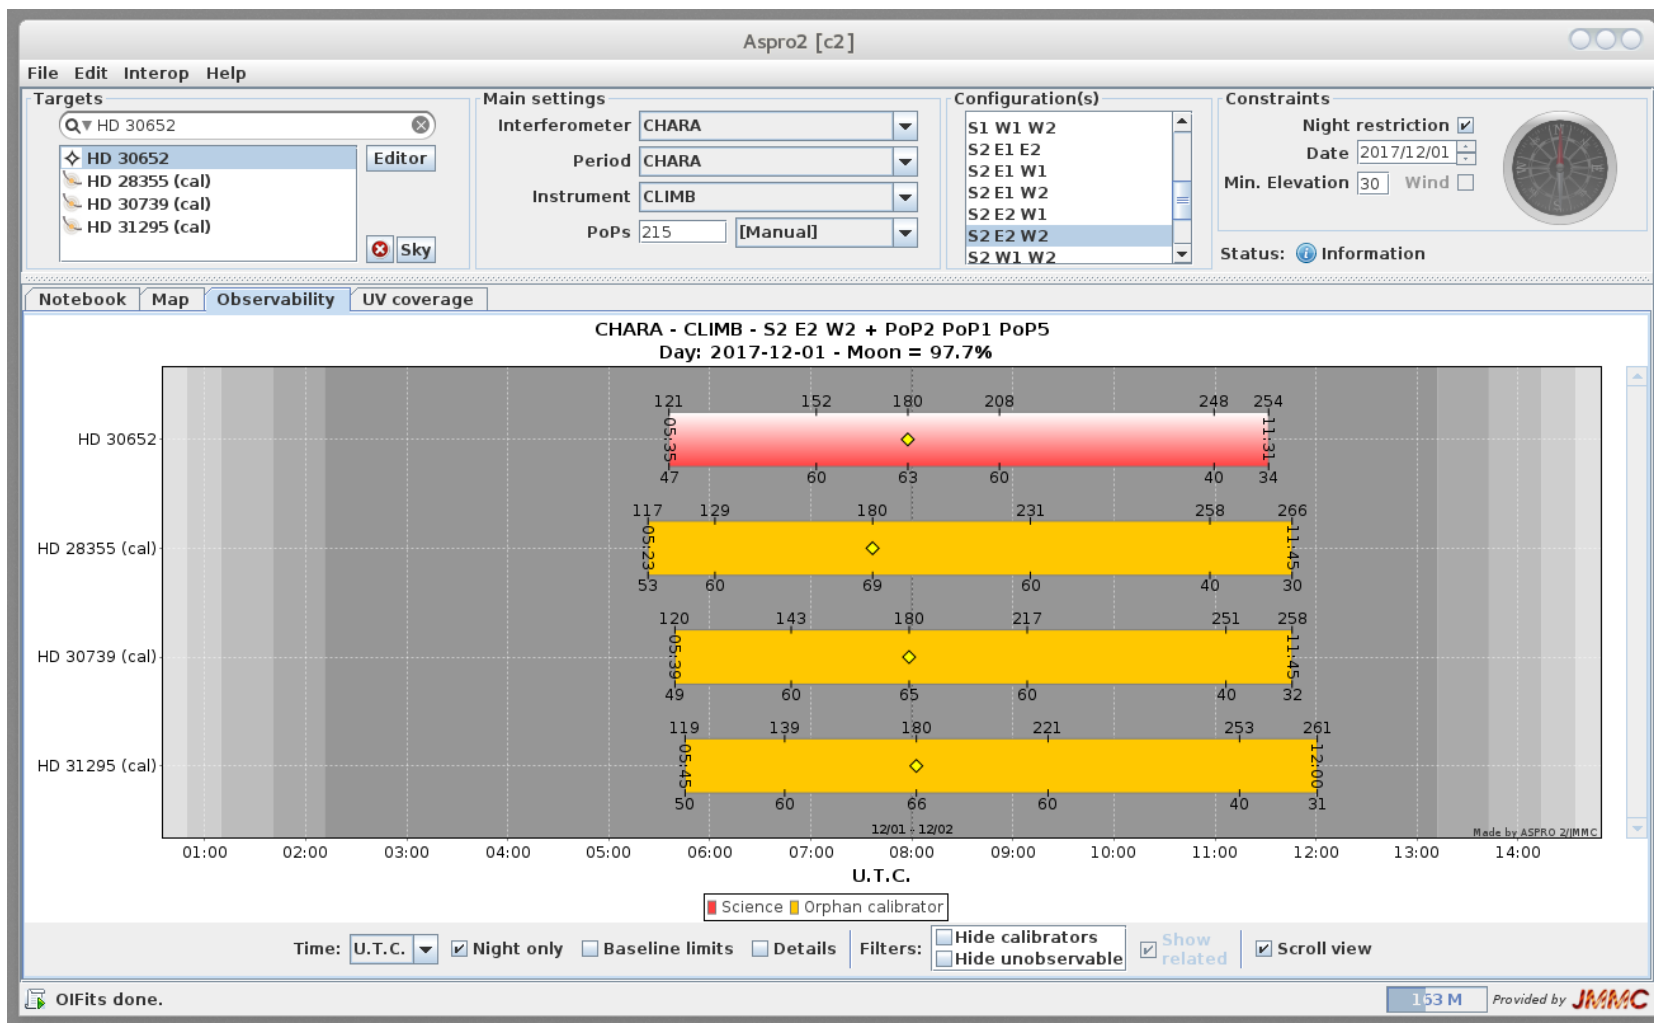 Aspro2 [c2]
File Edit Interop Help
Targets
HD 30652
HD 30652
HD 28355 (cal)
HD 30739 (cal)
HD 31295 (cal)
Editor
Sky
Main settings
Interferometer CHARA
Period CHARA
Instrument CLIMB
PoPs 215 [Manual]
Configuration(s)
S1 W1 W2
S2 E1 E2
S2 E1 W1
S2 E1 W2
S2 E2 W1
S2 E2 W2
S2 W1 W2
Constraints
Night restriction
Date 2017/12/01
Min. Elevation 30 Wind
Status: Information
Notebook Map Observability UV coverage
CHARA - CLIMB - S2 E2 W2 + PoP2 PoP1 PoP5
Day: 2017-12-01 - Moon = 97.7%
121 152 180 208 248 254
HD 30652 05:35 11:31
47 60 63 60 40 34
117 129 180 231 258 266
HD 28355 (cal) 05:23 11:45
53 60 69 60 40 30
120 143 180 217 251 258
HD 30739 (cal) 05:39 11:45
49 60 65 60 40 32
119 139 180 221 253 261
HD 31295 (cal) 05:45 12:00
50 60 66 60 40 31
12/01 - 12/02
Made by ASPRO 2/JMMC
01:00 02:00 03:00 04:00 05:00 06:00 07:00 08:00 09:00 10:00 11:00 12:00 13:00 14:00
U.T.C.
Science Orphan calibrator
Time: U.T.C. Night only Baseline limits Details Filters: Hide calibrators
Hide unobservable
Show
related
Scroll view
OIFits done.
153 M Provided by JMMC